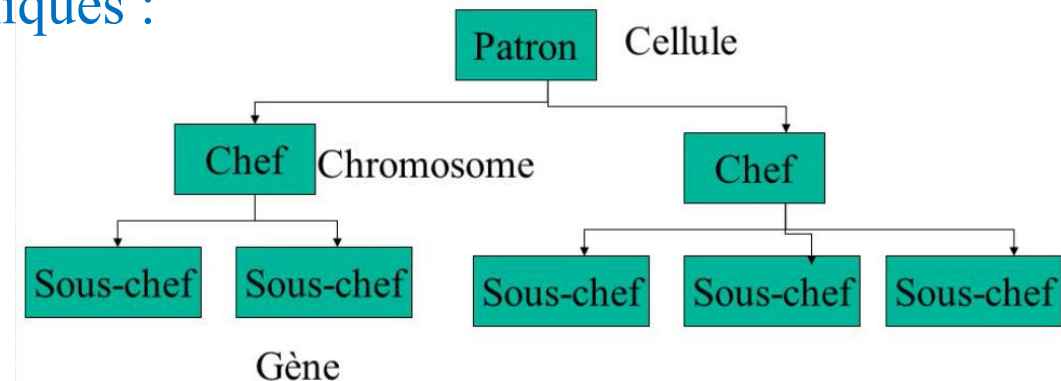 iques :
Patron Cellule
Chef Chromosome Chef
Sous-chef Sous-chef Sous-chef Sous-chef Sous-chef
Gène